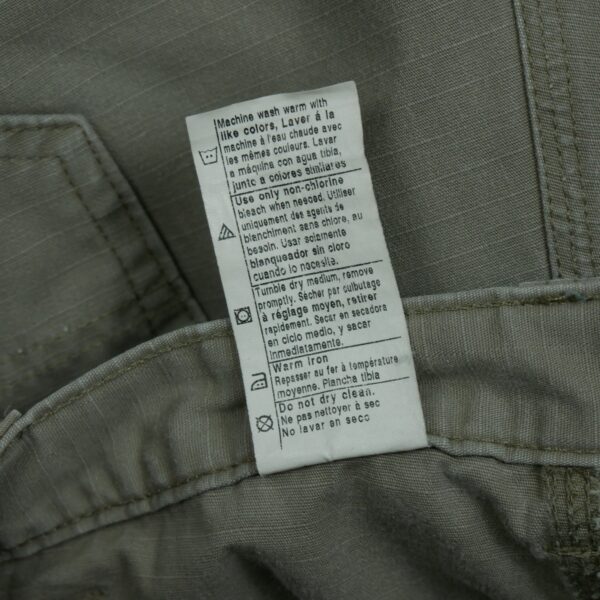 Machine wash warm with
like colors, Laver á la
machine à l'eau chaude avec
les mêmes couleurs. Lavar
a máquina con agua tibia,
junto a colores similares
Use only non-chlorine
bleach when needed. Utiliser
uniquement des agents de
blanchiment sans chlore, au
besoin. Usar solamente
blanqueador sin cloro
cuando lo necesite.
Tumble dry medium, remove
promptly. Sécher par culbutage
à réglage moyen, retirer
rapidement. Secar en secadora
en ciclo medio, y sacar
inmediatamente.
Warm iron
Repasser au fer à température
moyenne. Plancha tibia
Do not dry clean.
Ne pas nettoyer à sec
No lavar en seco